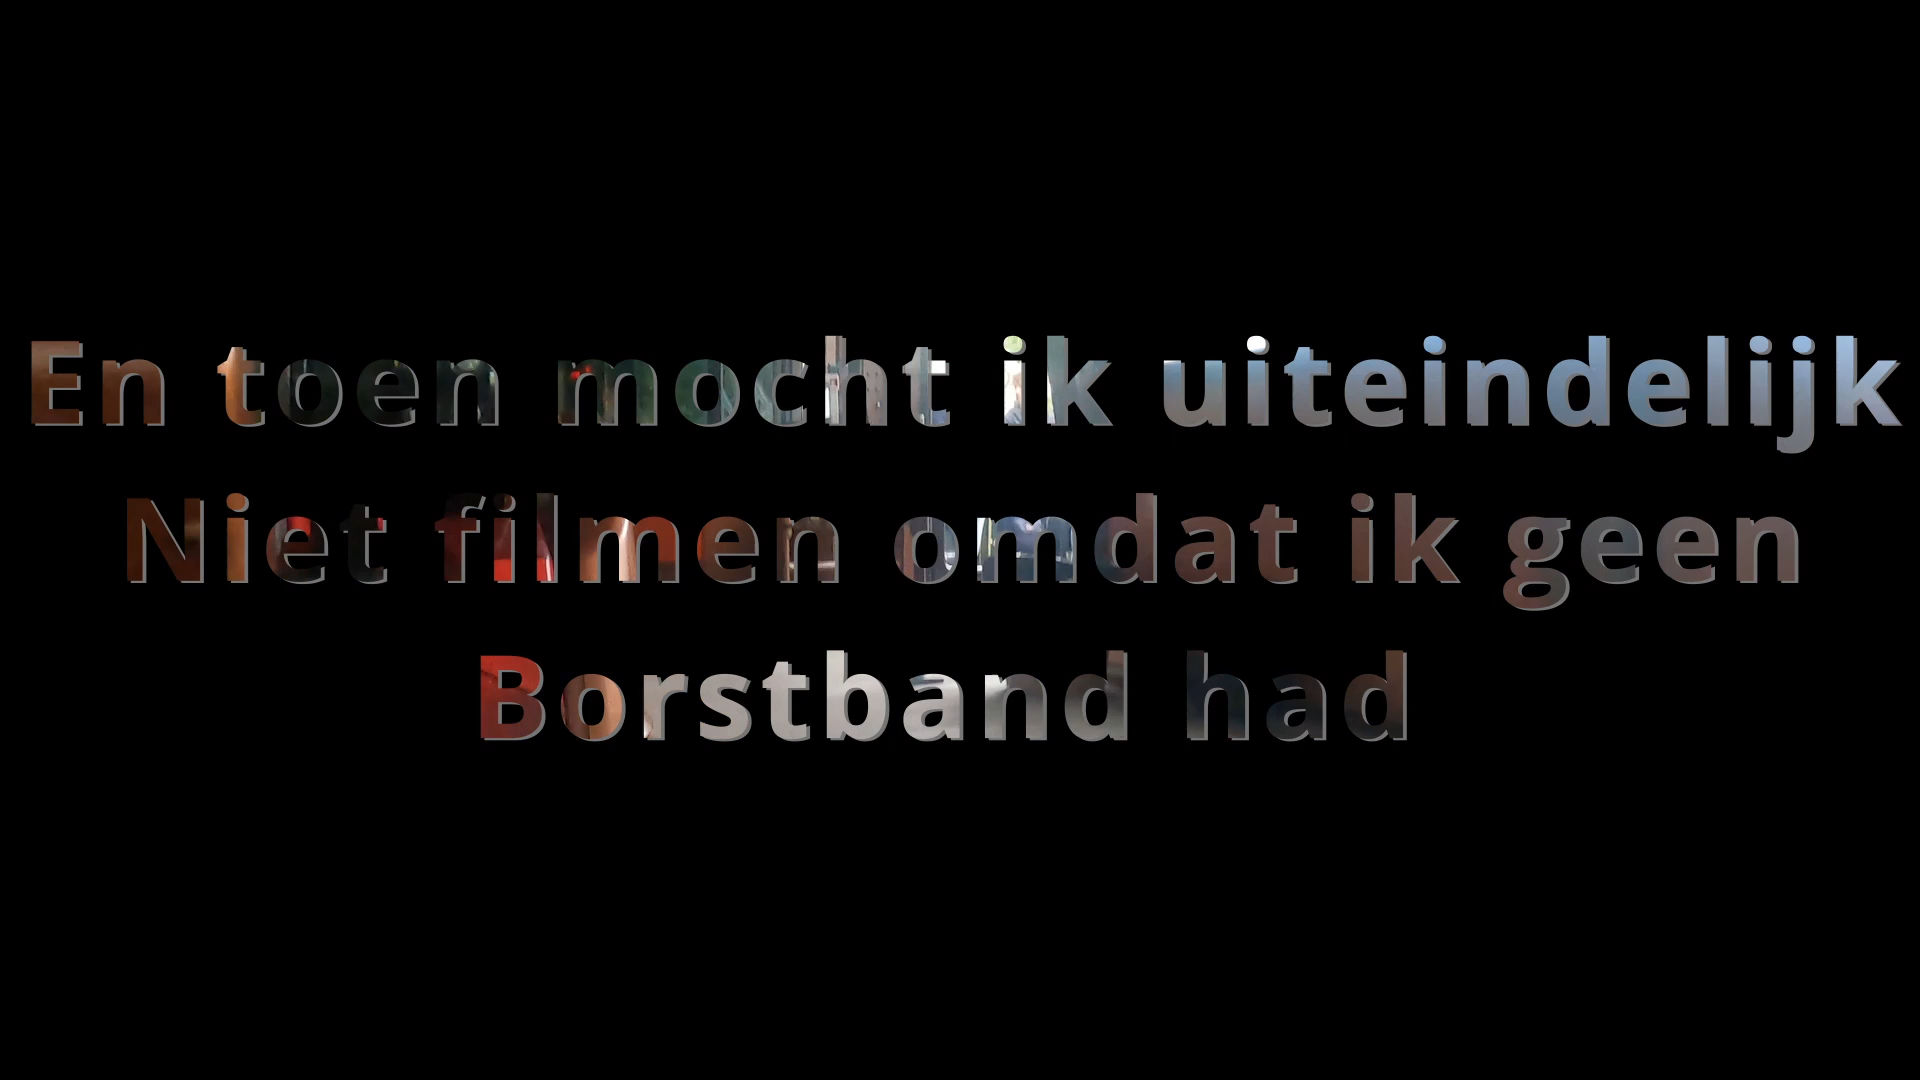 En toen mocht ik uiteindelijk
Niet filmen omdat ik geen
Borstband had